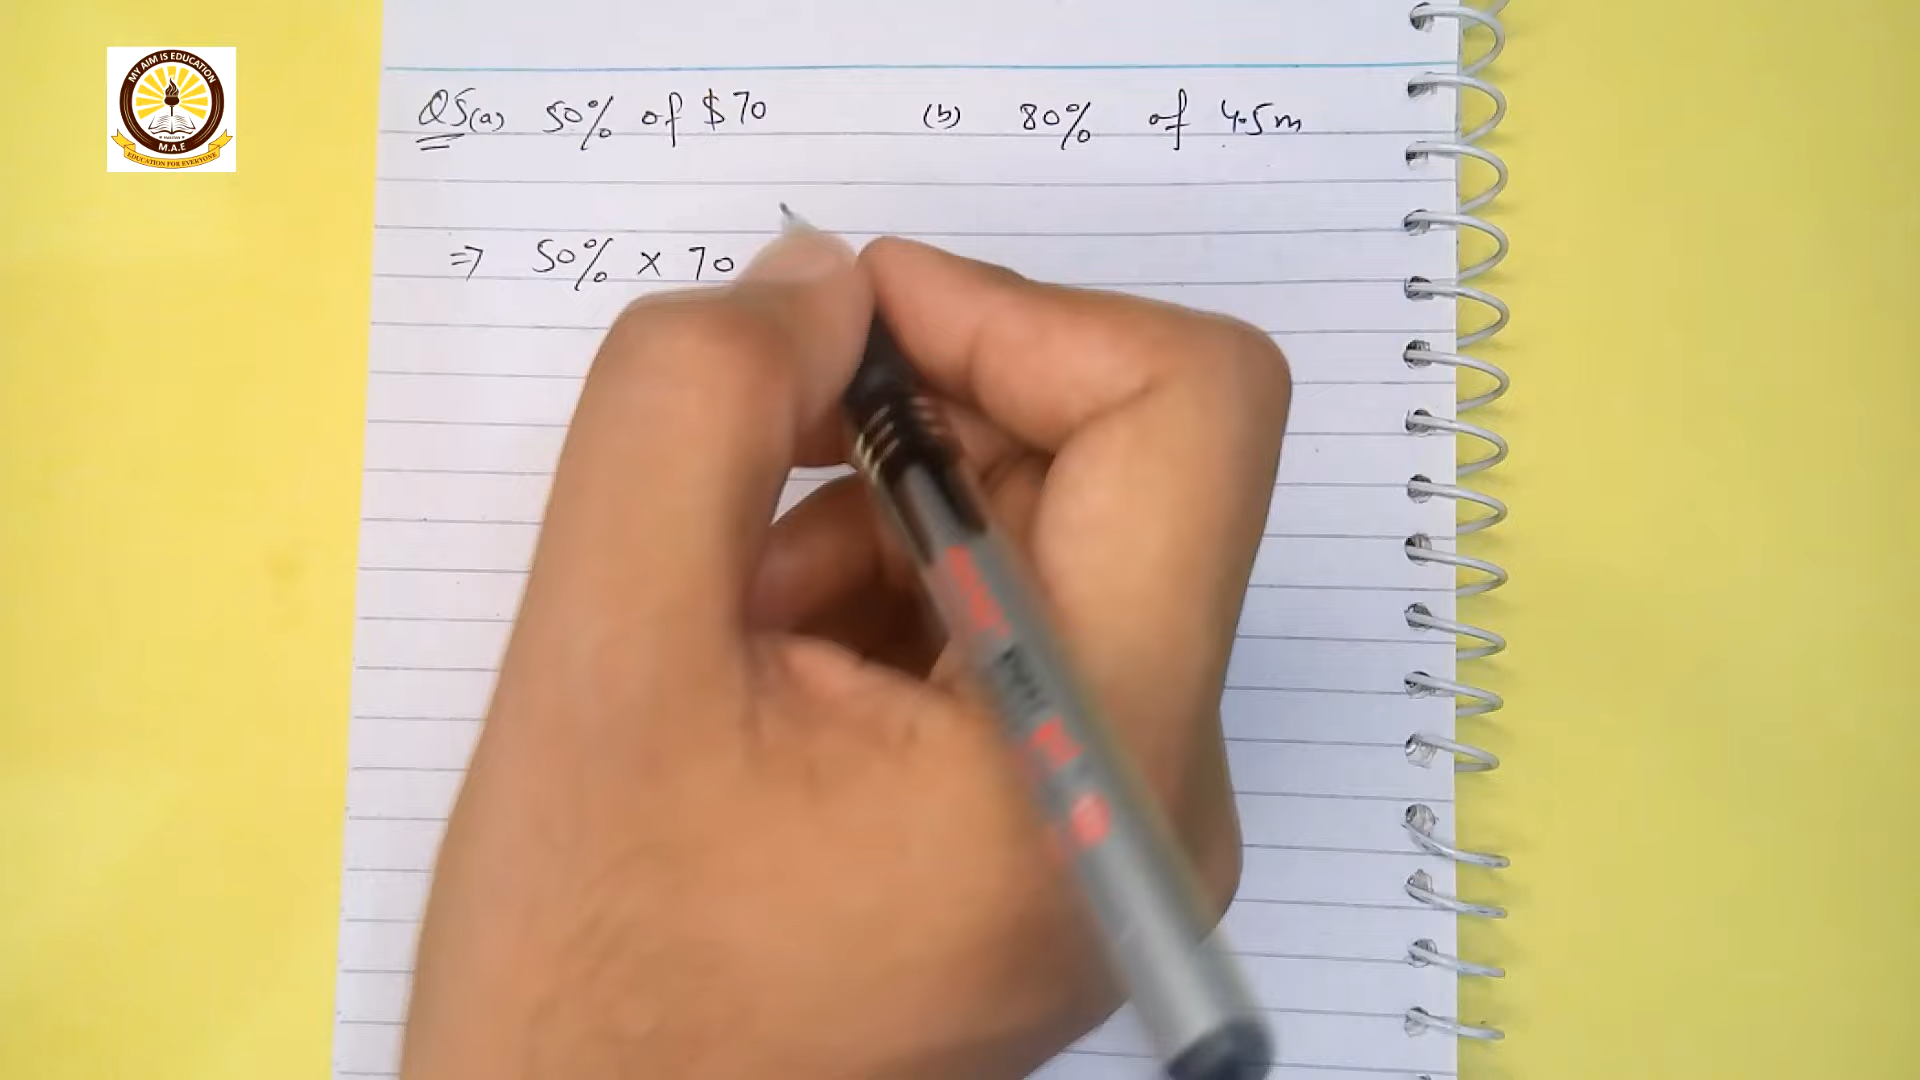 MY AIM IS EDUCATION
M.A.E
EDUCATION FOR EVERYONE
Q5(a) 50% of $70 (b) 80% of 4.5m
⇒ 50% × 70